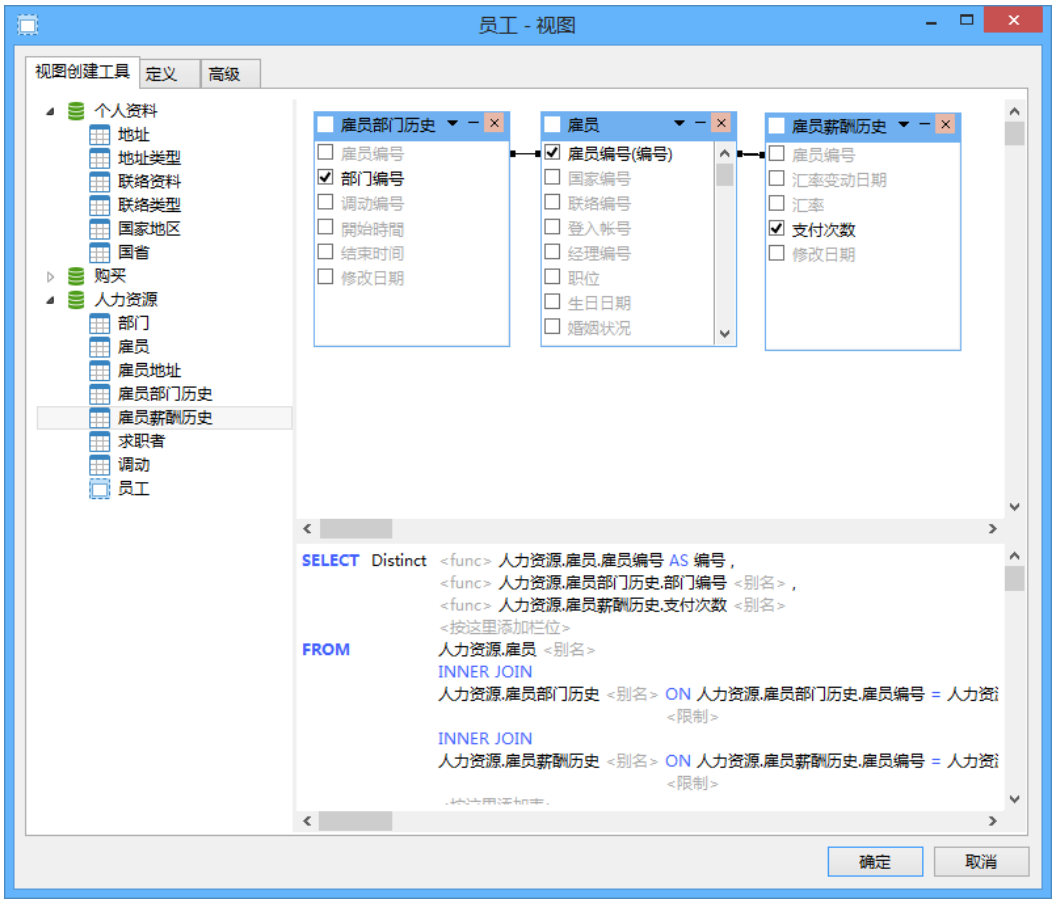 员工 - 视图
视图创建工具 定义 高级
个人资料
地址
地址类型
联络资料
联络类型
国家地区
国省
购买
人力资源
部门
雇员
雇员地址
雇员部门历史
雇员薪酬历史
求职者
调动
员工
雇员部门历史
雇员编号
部门编号
调动编号
開始時間
结束时间
修改日期
雇员
雇员编号(编号)
国家编号
联络编号
登入帐号
经理编号
职位
生日日期
婚姻状况
雇员薪酬历史
雇员编号
汇率变动日期
汇率
支付次数
修改日期
SELECT Distinct <func> 人力资源.雇员.雇员编号 AS 编号 ,
<func> 人力资源.雇员部门历史.部门编号 <别名> ,
<func> 人力资源.雇员薪酬历史.支付次数 <别名>
<按这里添加栏位>
FROM 人力资源.雇员 <别名>
INNER JOIN
人力资源.雇员部门历史 <别名> ON 人力资源.雇员部门历史.雇员编号 = 人力资
<限制>
INNER JOIN
人力资源.雇员薪酬历史 <别名> ON 人力资源.雇员薪酬历史.雇员编号 = 人力资
<限制>
<按这里添加表>
确定 取消